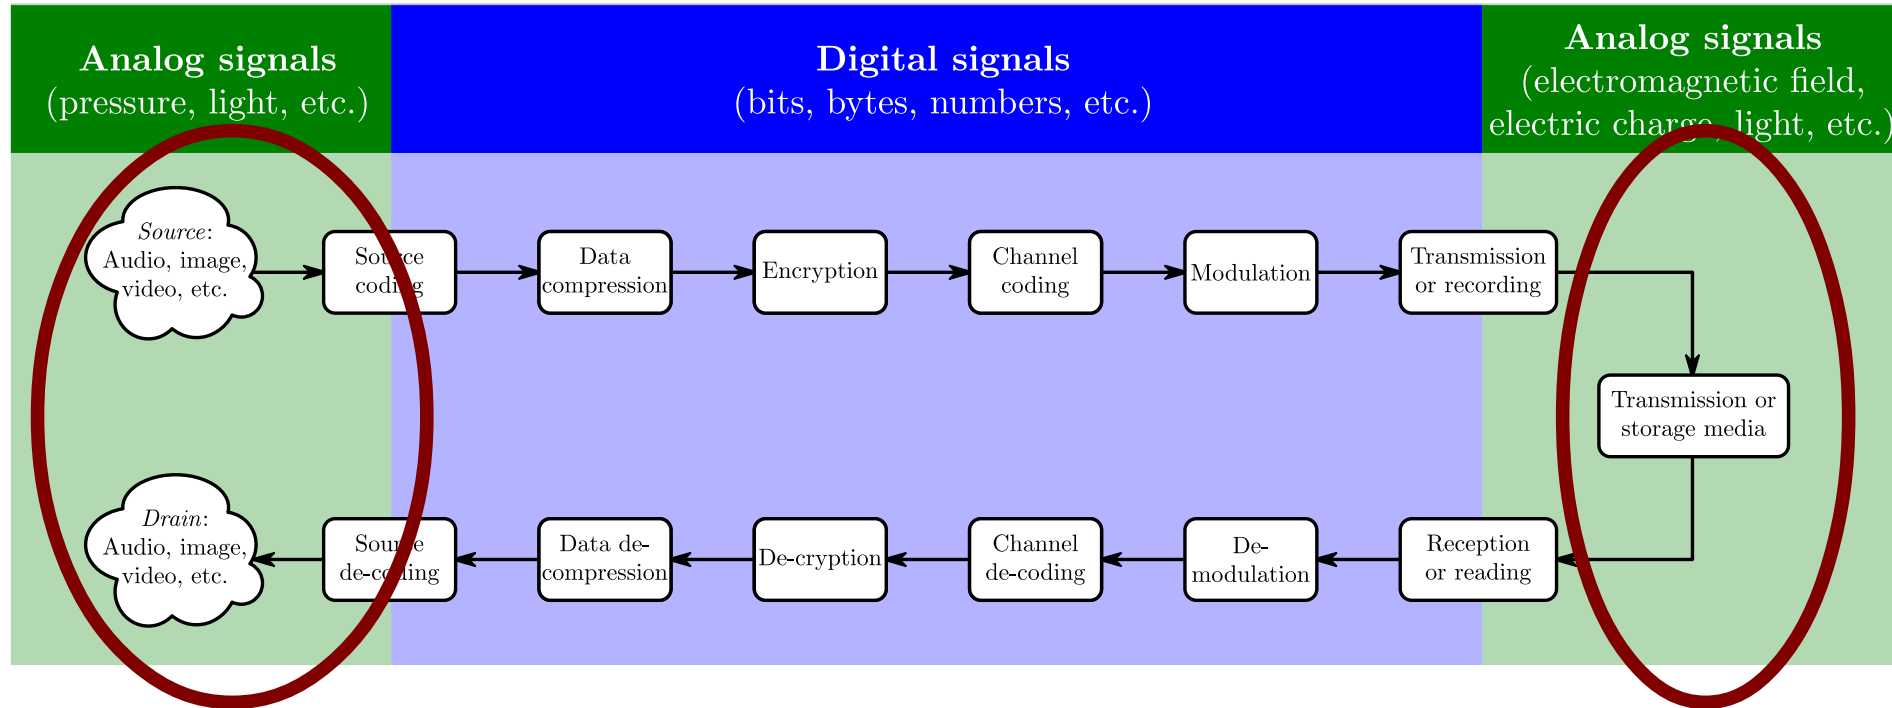 Analog signals
(pressure, light, etc.)
Digital signals
(bits, bytes, numbers, etc.)
Analog signals
(electromagnetic field,
electric charge, light, etc.)
Source:
Audio, image,
video, etc.
Source
coding
Data
compression
Encryption
Channel
coding
Modulation
Transmission
or recording
Transmission or
storage media
Reception
or reading
De-
modulation
Channel
de-coding
De-cryption
Data de-
compression
Source
de-coding
Drain:
Audio, image,
video, etc.